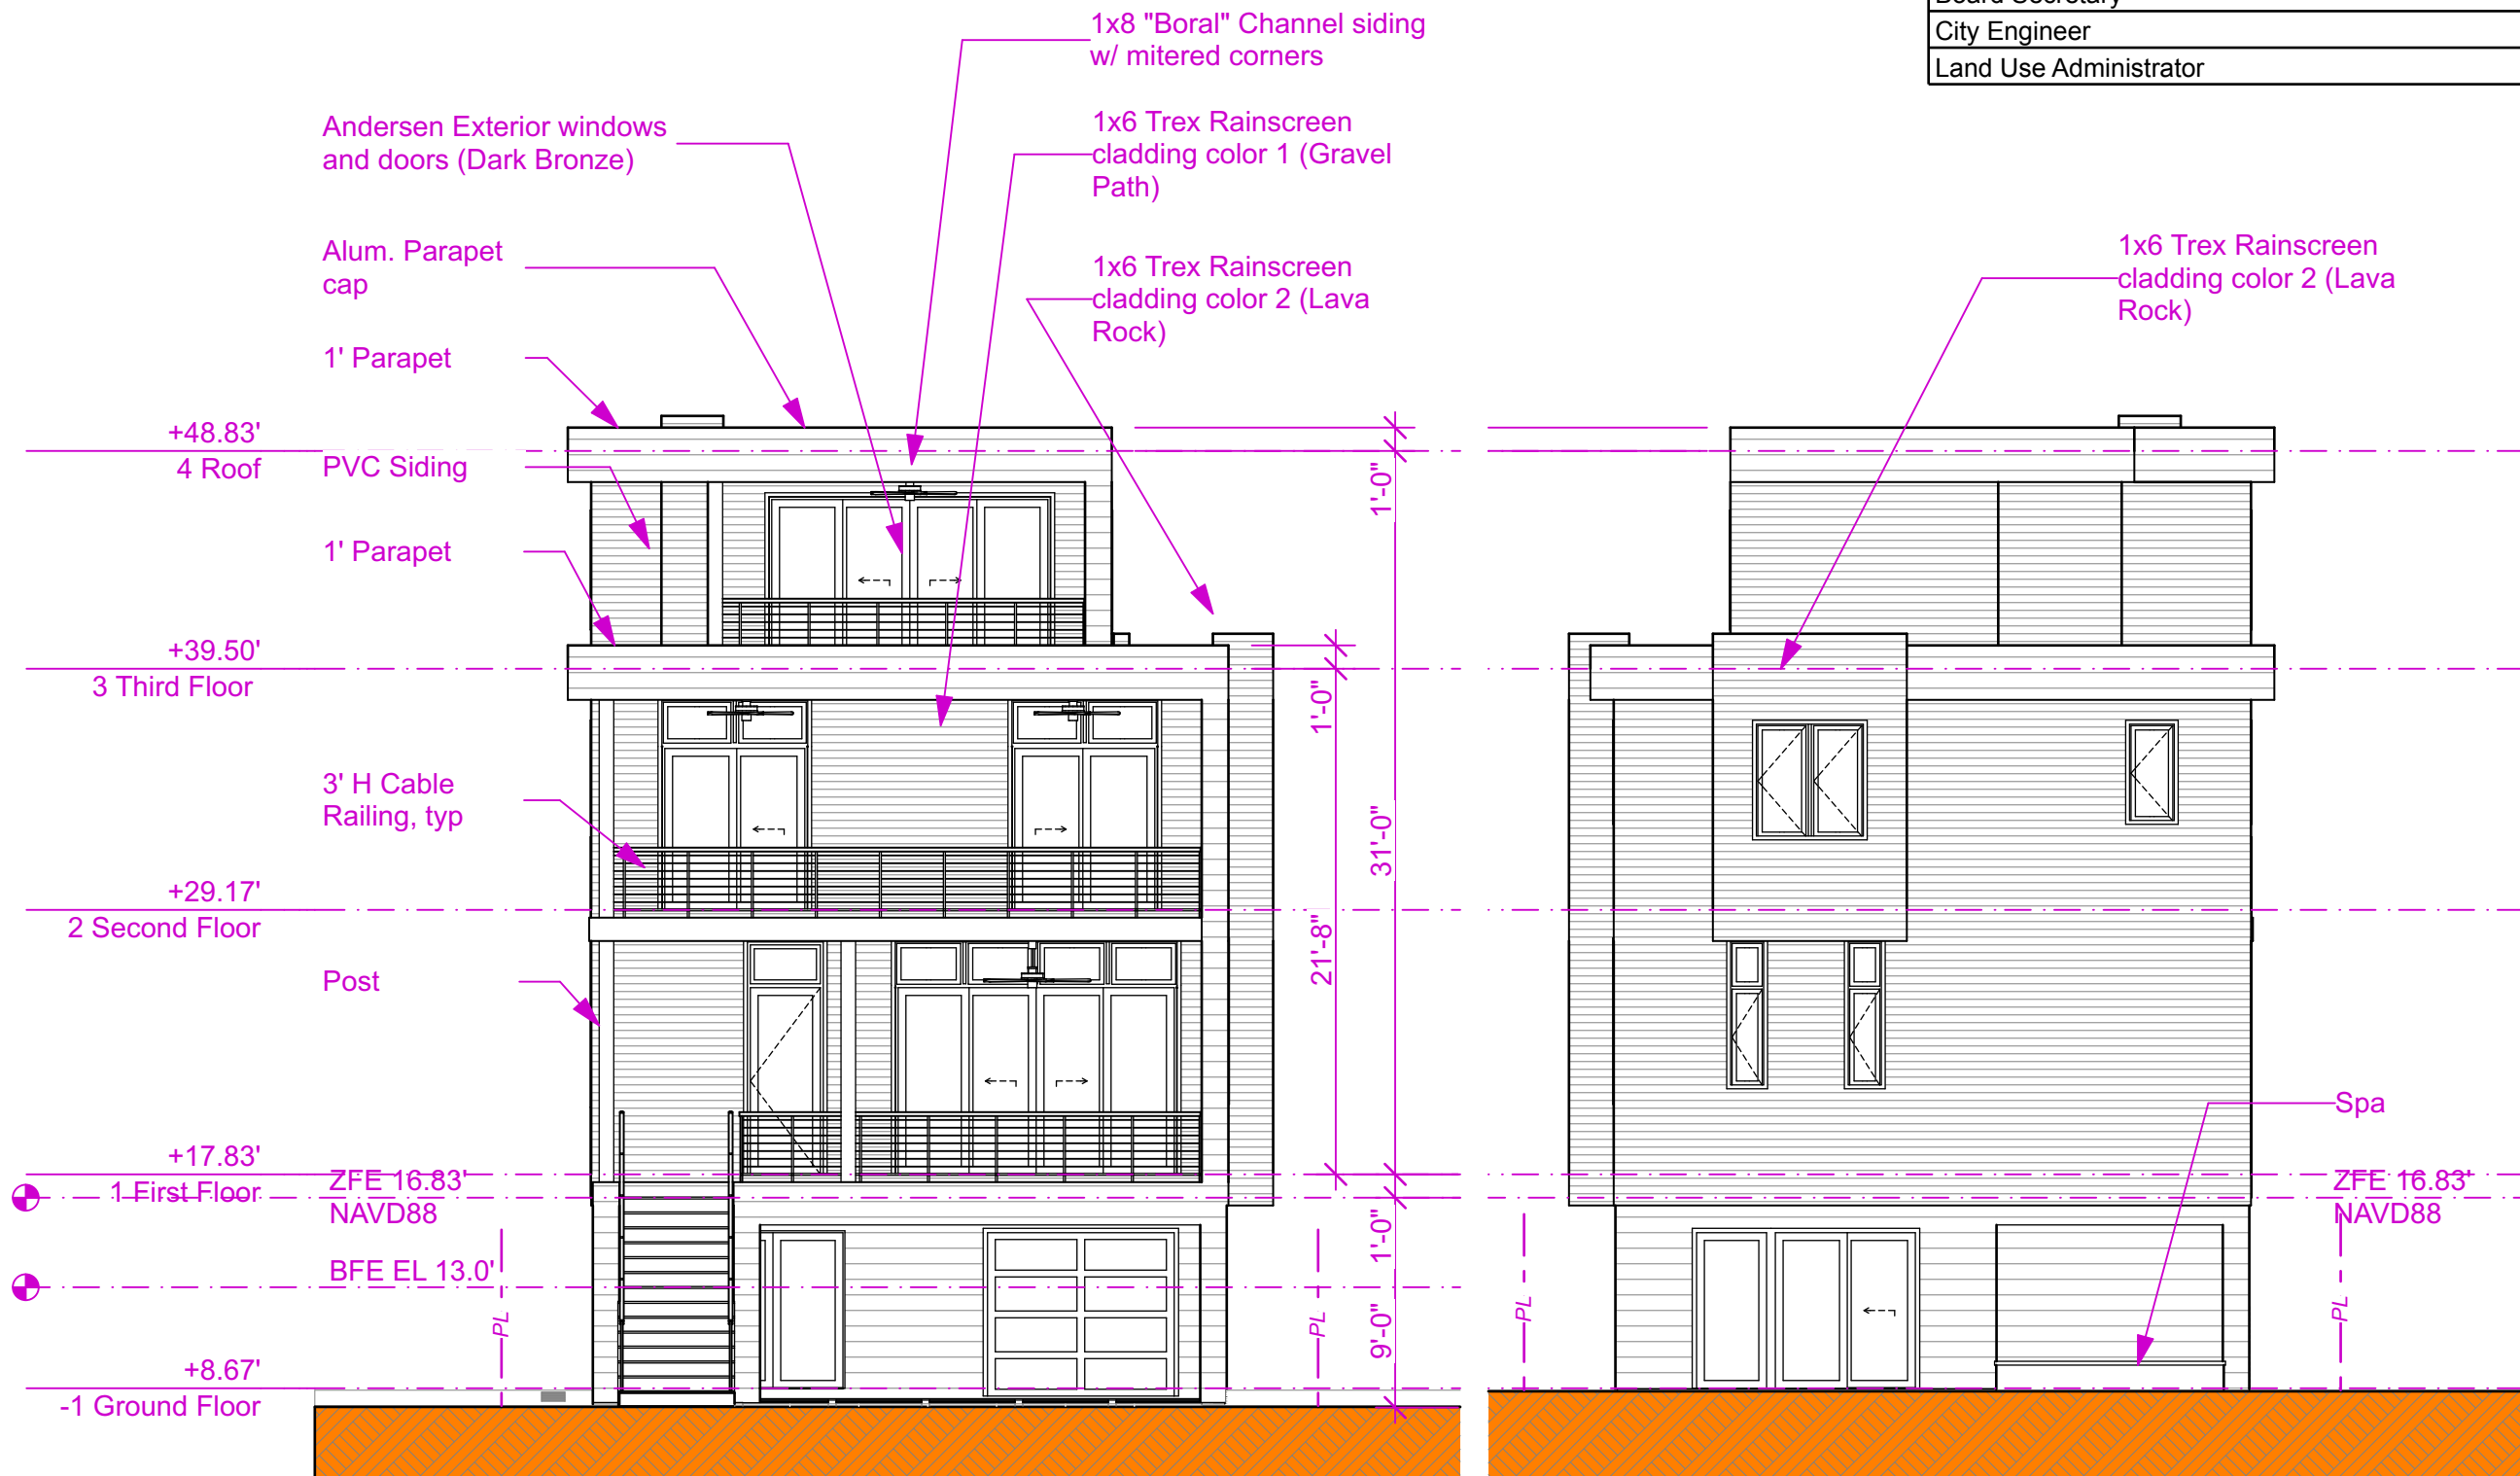 Board Secretary
City Engineer
Land Use Administrator
1x8 "Boral" Channel siding
w/ mitered corners
Andersen Exterior windows
and doors (Dark Bronze)
1x6 Trex Rainscreen
cladding color 1 (Gravel
Path)
Alum. Parapet
cap
1x6 Trex Rainscreen
cladding color 2 (Lava
Rock)
1x6 Trex Rainscreen
cladding color 2 (Lava
Rock)
1' Parapet
+48.83'
4 Roof
PVC Siding
1'-0"
1' Parapet
+39.50'
3 Third Floor
1'-0"
3' H Cable
Railing, typ
31'-0"
+29.17'
2 Second Floor
21'-8"
Post
Spa
+17.83'
1 First Floor
ZFE 16.83'
NAVD88
ZFE 16.83'
NAVD88
1'-0"
BFE EL 13.0'
PL
PL
PL
PL
9'-0"
+8.67'
-1 Ground Floor